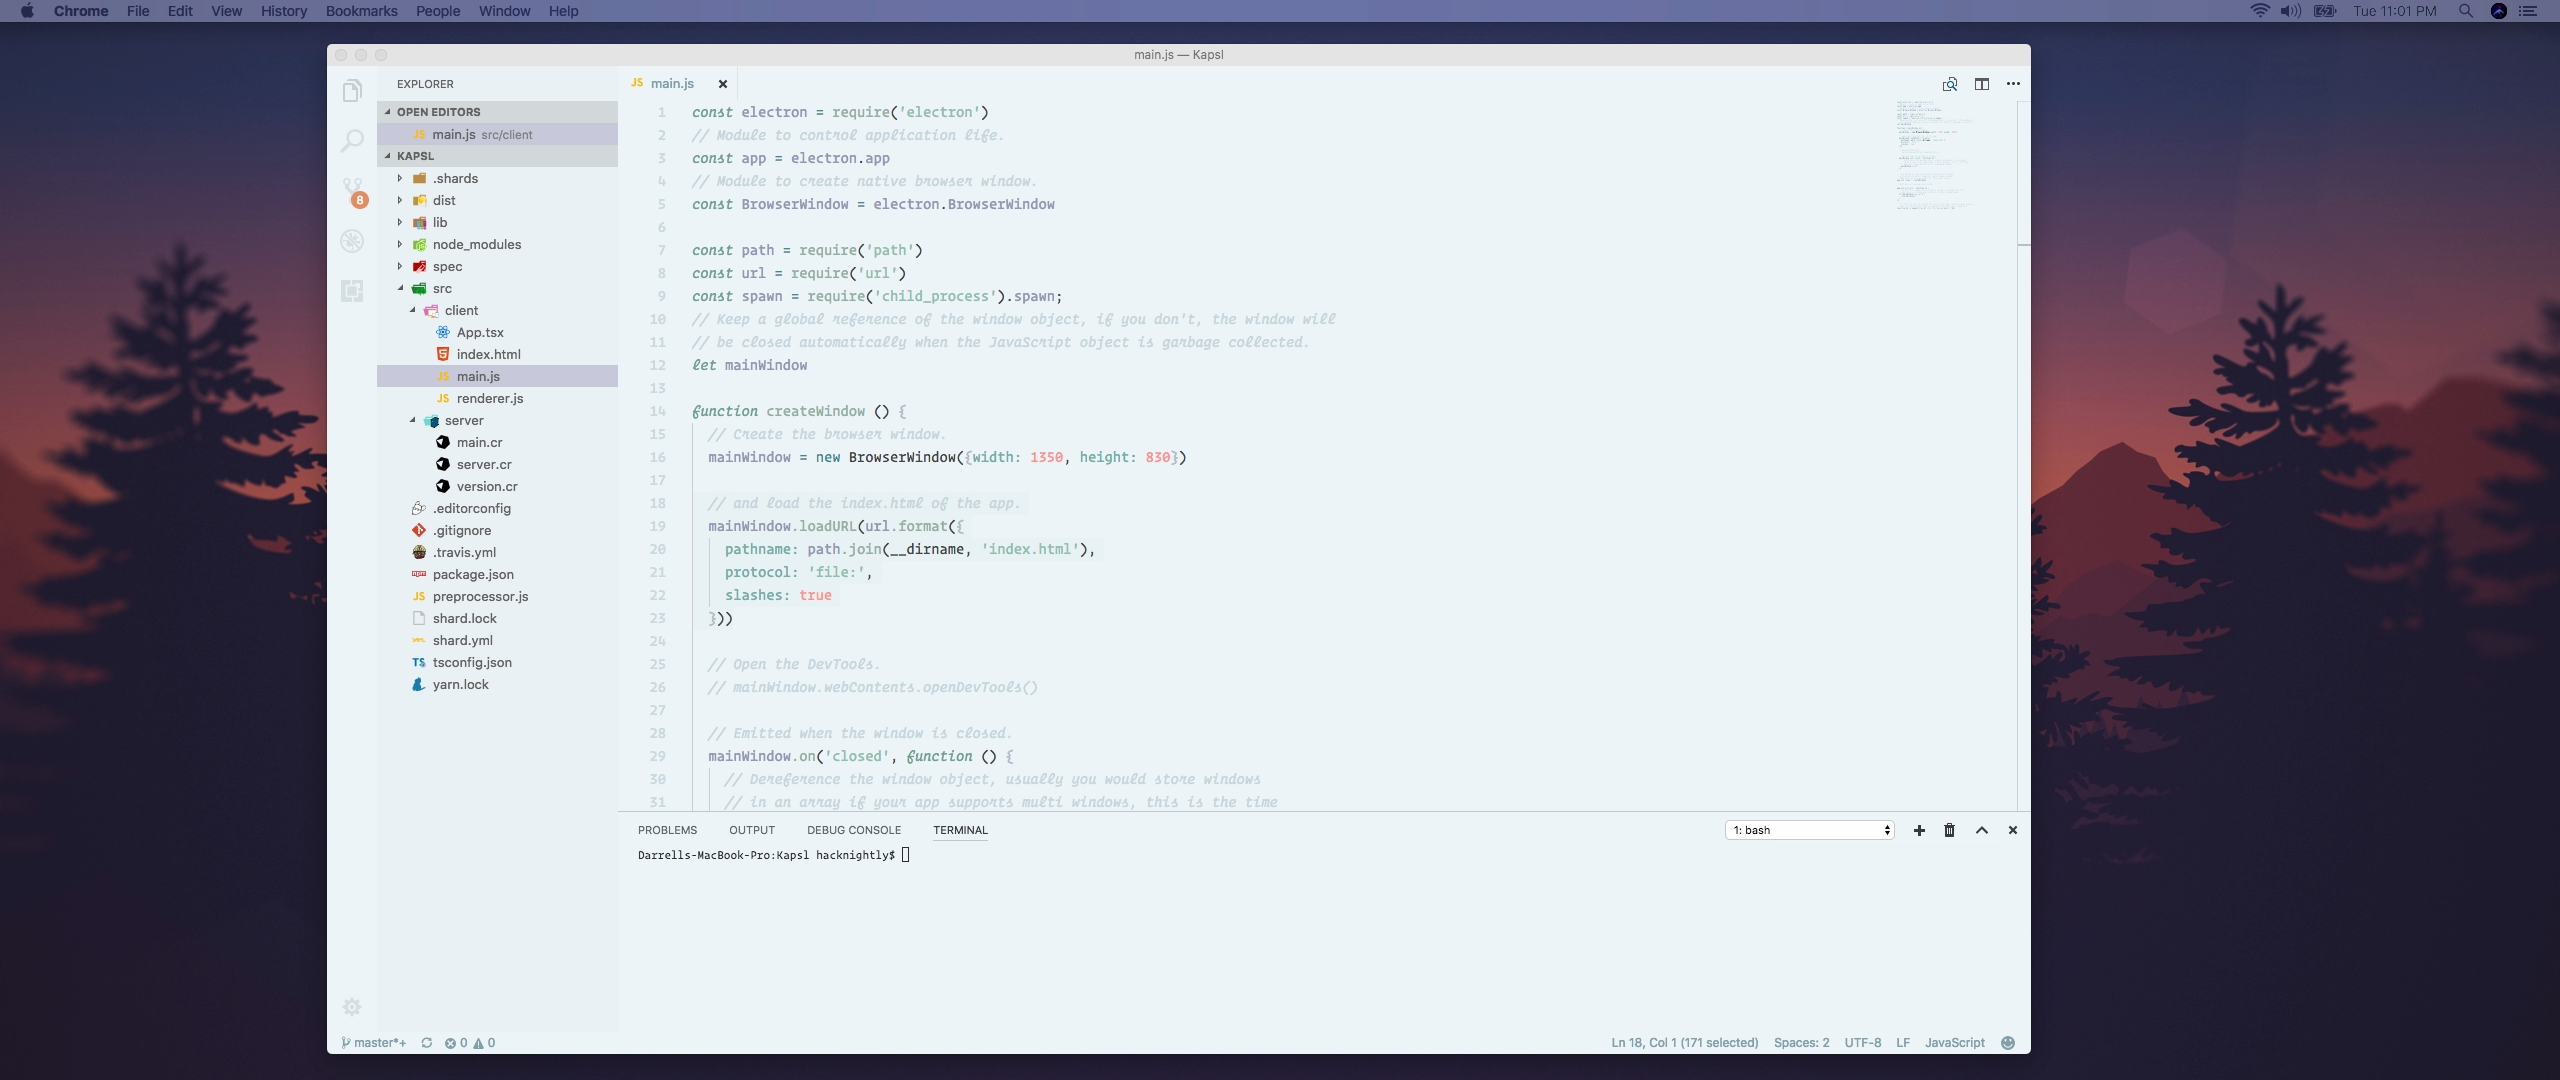 Chrome File Edit View History Bookmarks People Window Help
Tue 11:01 PM
main.js — Kapsl
EXPLORER
OPEN EDITORS
JS main.js src/client
KAPSL
.shards
dist
lib
node_modules
spec
src
client
App.tsx
index.html
JS main.js
JS renderer.js
server
main.cr
server.cr
version.cr
.editorconfig
.gitignore
.travis.yml
package.json
JS preprocessor.js
shard.lock
shard.yml
TS tsconfig.json
yarn.lock
8
JS main.js
1 const electron = require('electron')
2 // Module to control application life.
3 const app = electron.app
4 // Module to create native browser window.
5 const BrowserWindow = electron.BrowserWindow
6
7 const path = require('path')
8 const url = require('url')
9 const spawn = require('child_process').spawn;
10 // Keep a global reference of the window object, if you don't, the window will
11 // be closed automatically when the JavaScript object is garbage collected.
12 let mainWindow
13
14 function createWindow () {
15 // Create the browser window.
16 mainWindow = new BrowserWindow({width: 1350, height: 830})
17
18 // and load the index.html of the app.
19 mainWindow.loadURL(url.format({
20 pathname: path.join(__dirname, 'index.html'),
21 protocol: 'file:',
22 slashes: true
23 }))
24
25 // Open the DevTools.
26 // mainWindow.webContents.openDevTools()
27
28 // Emitted when the window is closed.
29 mainWindow.on('closed', function () {
30 // Dereference the window object, usually you would store windows
31 // in an array if your app supports multi windows, this is the time
PROBLEMS OUTPUT DEBUG CONSOLE TERMINAL
1: bash
Darrells-MacBook-Pro:Kapsl hacknightly$
master*+ 0 0
Ln 18, Col 1 (171 selected) Spaces: 2 UTF-8 LF JavaScript